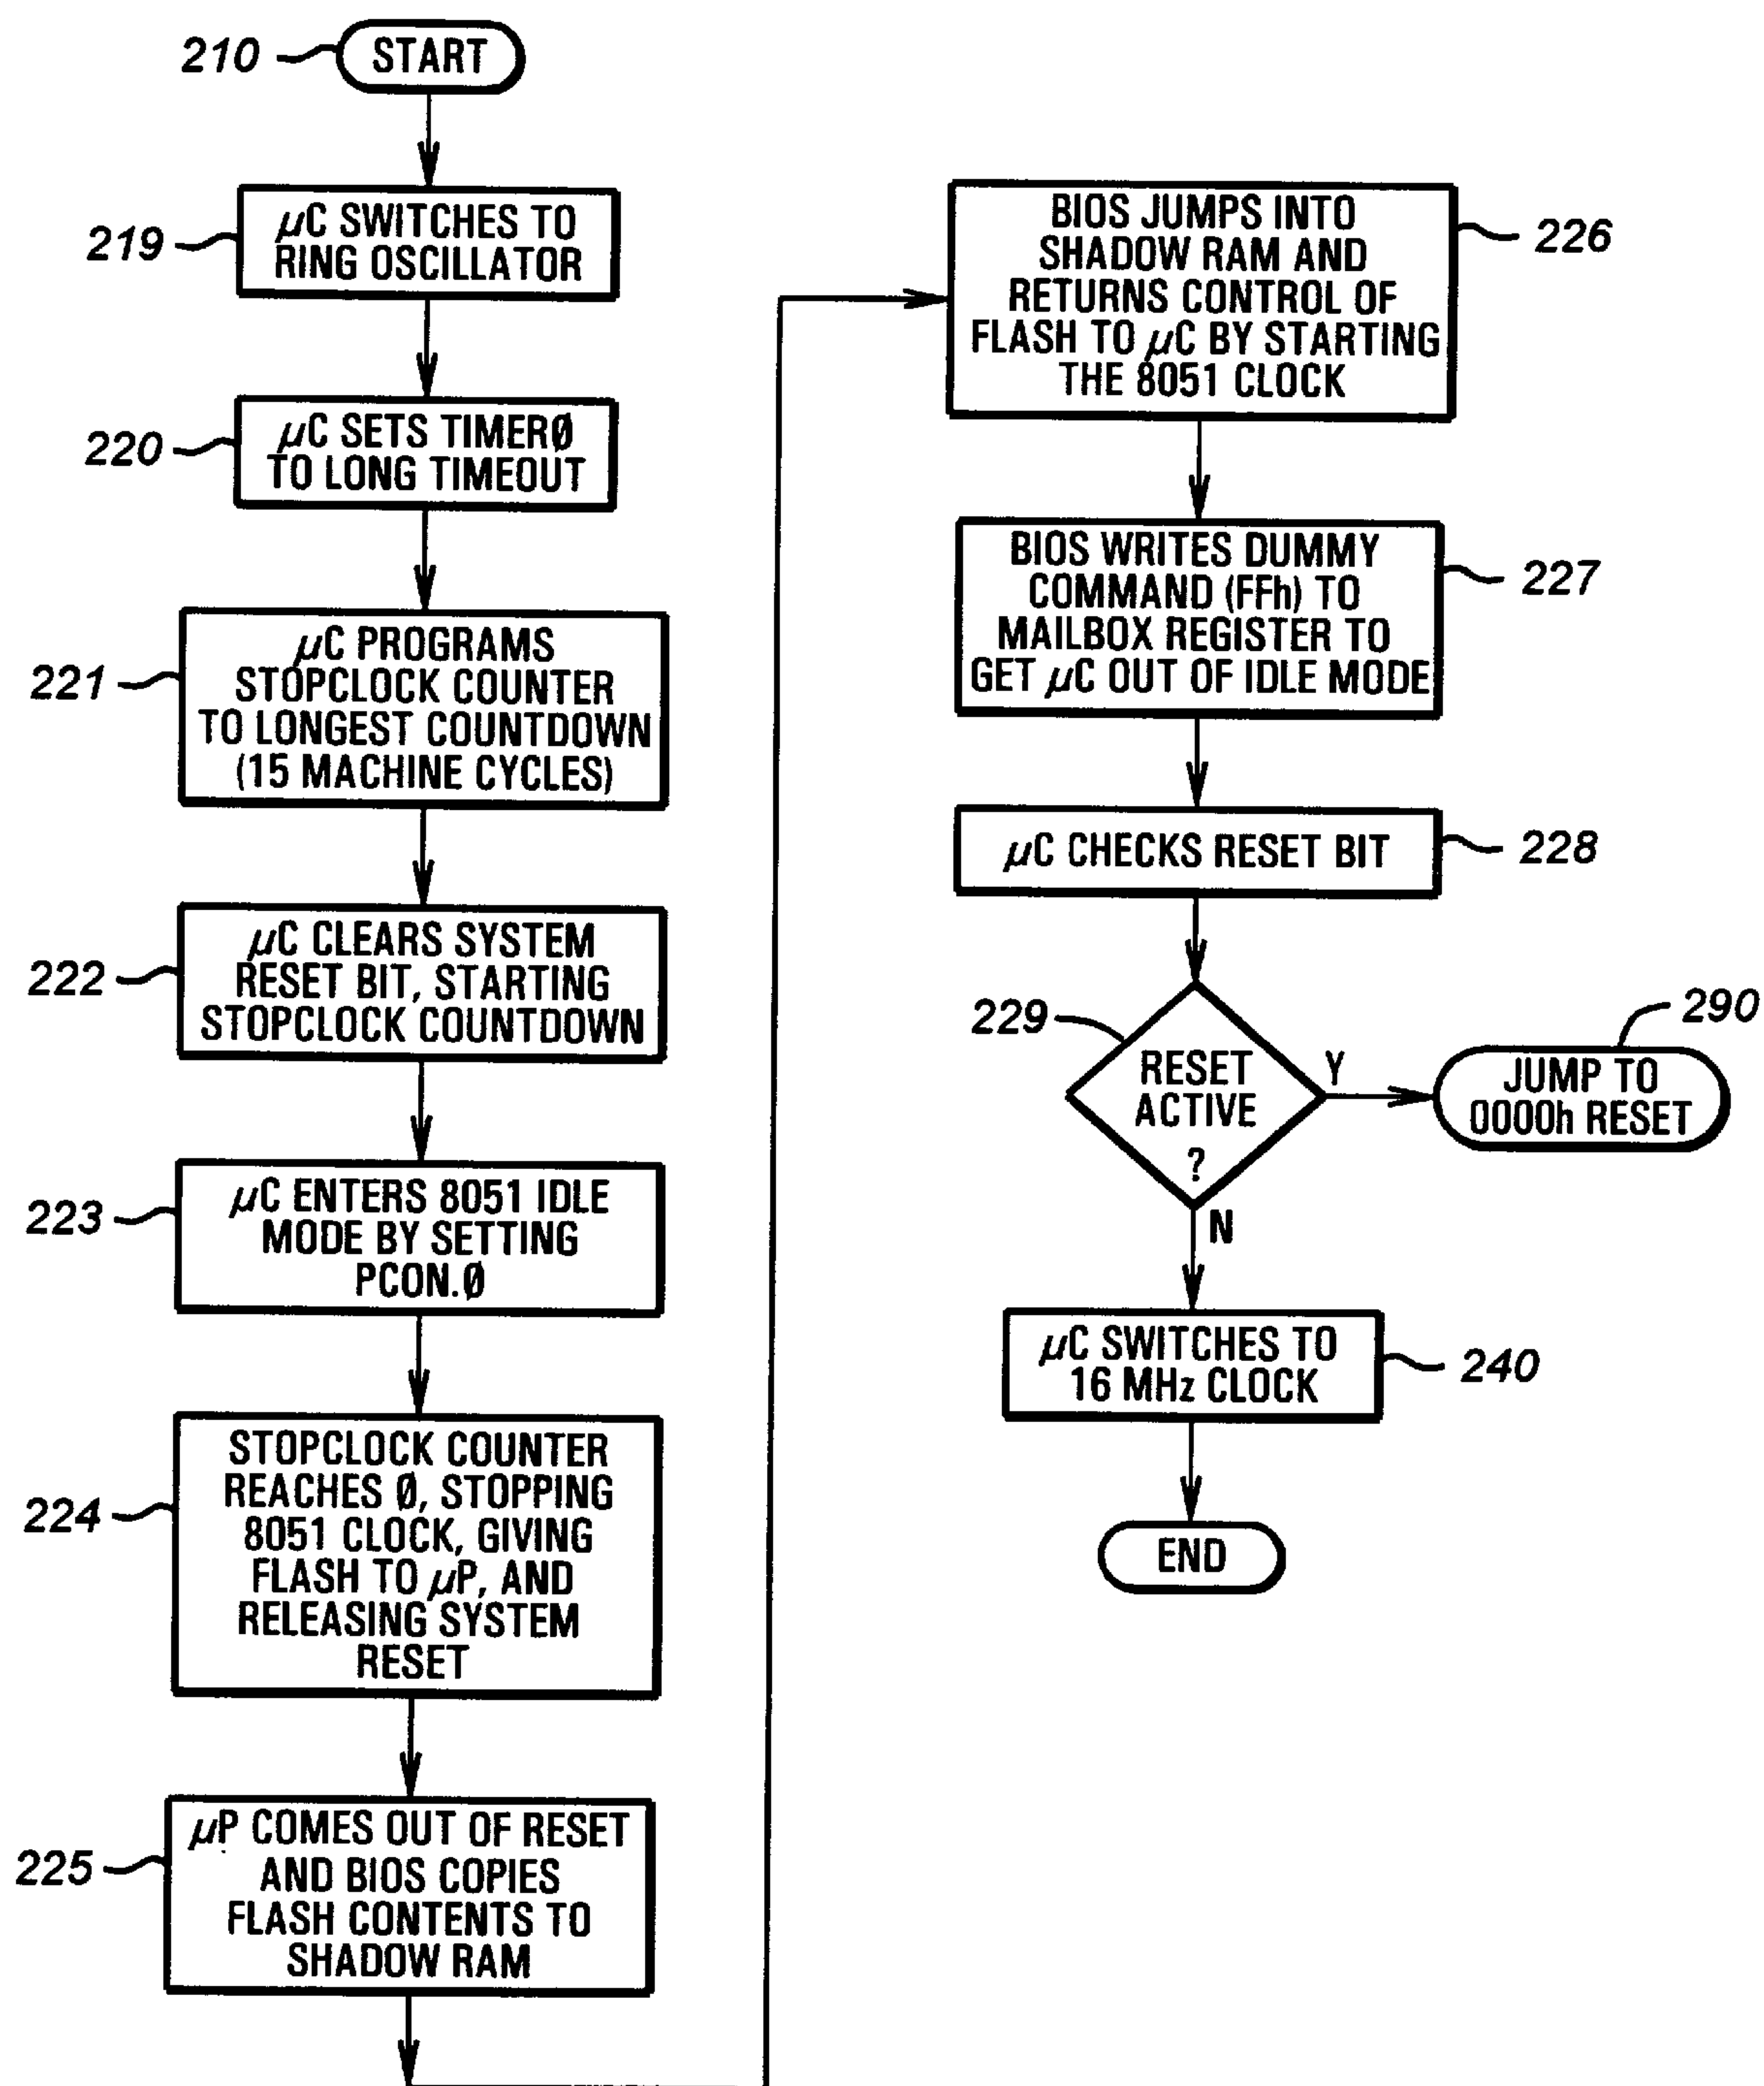 210
START
219
µC SWITCHES TO
RING OSCILLATOR
220
µC SETS TIMERØ
TO LONG TIMEOUT
221
µC PROGRAMS
STOPCLOCK COUNTER
TO LONGEST COUNTDOWN
(15 MACHINE CYCLES)
222
µC CLEARS SYSTEM
RESET BIT, STARTING
STOPCLOCK COUNTDOWN
223
µC ENTERS 8051 IDLE
MODE BY SETTING
PCON.Ø
224
STOPCLOCK COUNTER
REACHES Ø, STOPPING
8051 CLOCK, GIVING
FLASH TO µP, AND
RELEASING SYSTEM
RESET
225
µP COMES OUT OF RESET
AND BIOS COPIES
FLASH CONTENTS TO
SHADOW RAM
BIOS JUMPS INTO
SHADOW RAM AND
RETURNS CONTROL OF
FLASH TO µC BY STARTING
THE 8051 CLOCK
226
BIOS WRITES DUMMY
COMMAND (FFh) TO
MAILBOX REGISTER TO
GET µC OUT OF IDLE MODE
227
µC CHECKS RESET BIT
228
229
RESET
ACTIVE
?
Y
290
JUMP TO
0000h RESET
N
µC SWITCHES TO
16 MHz CLOCK
240
END